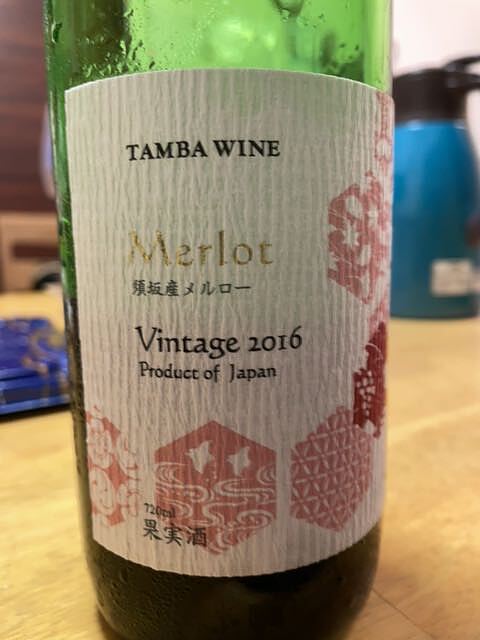 TAMBA WINE
Merlot
須坂産メルロー
Vintage 2016
Product of Japan
720ml
果実酒